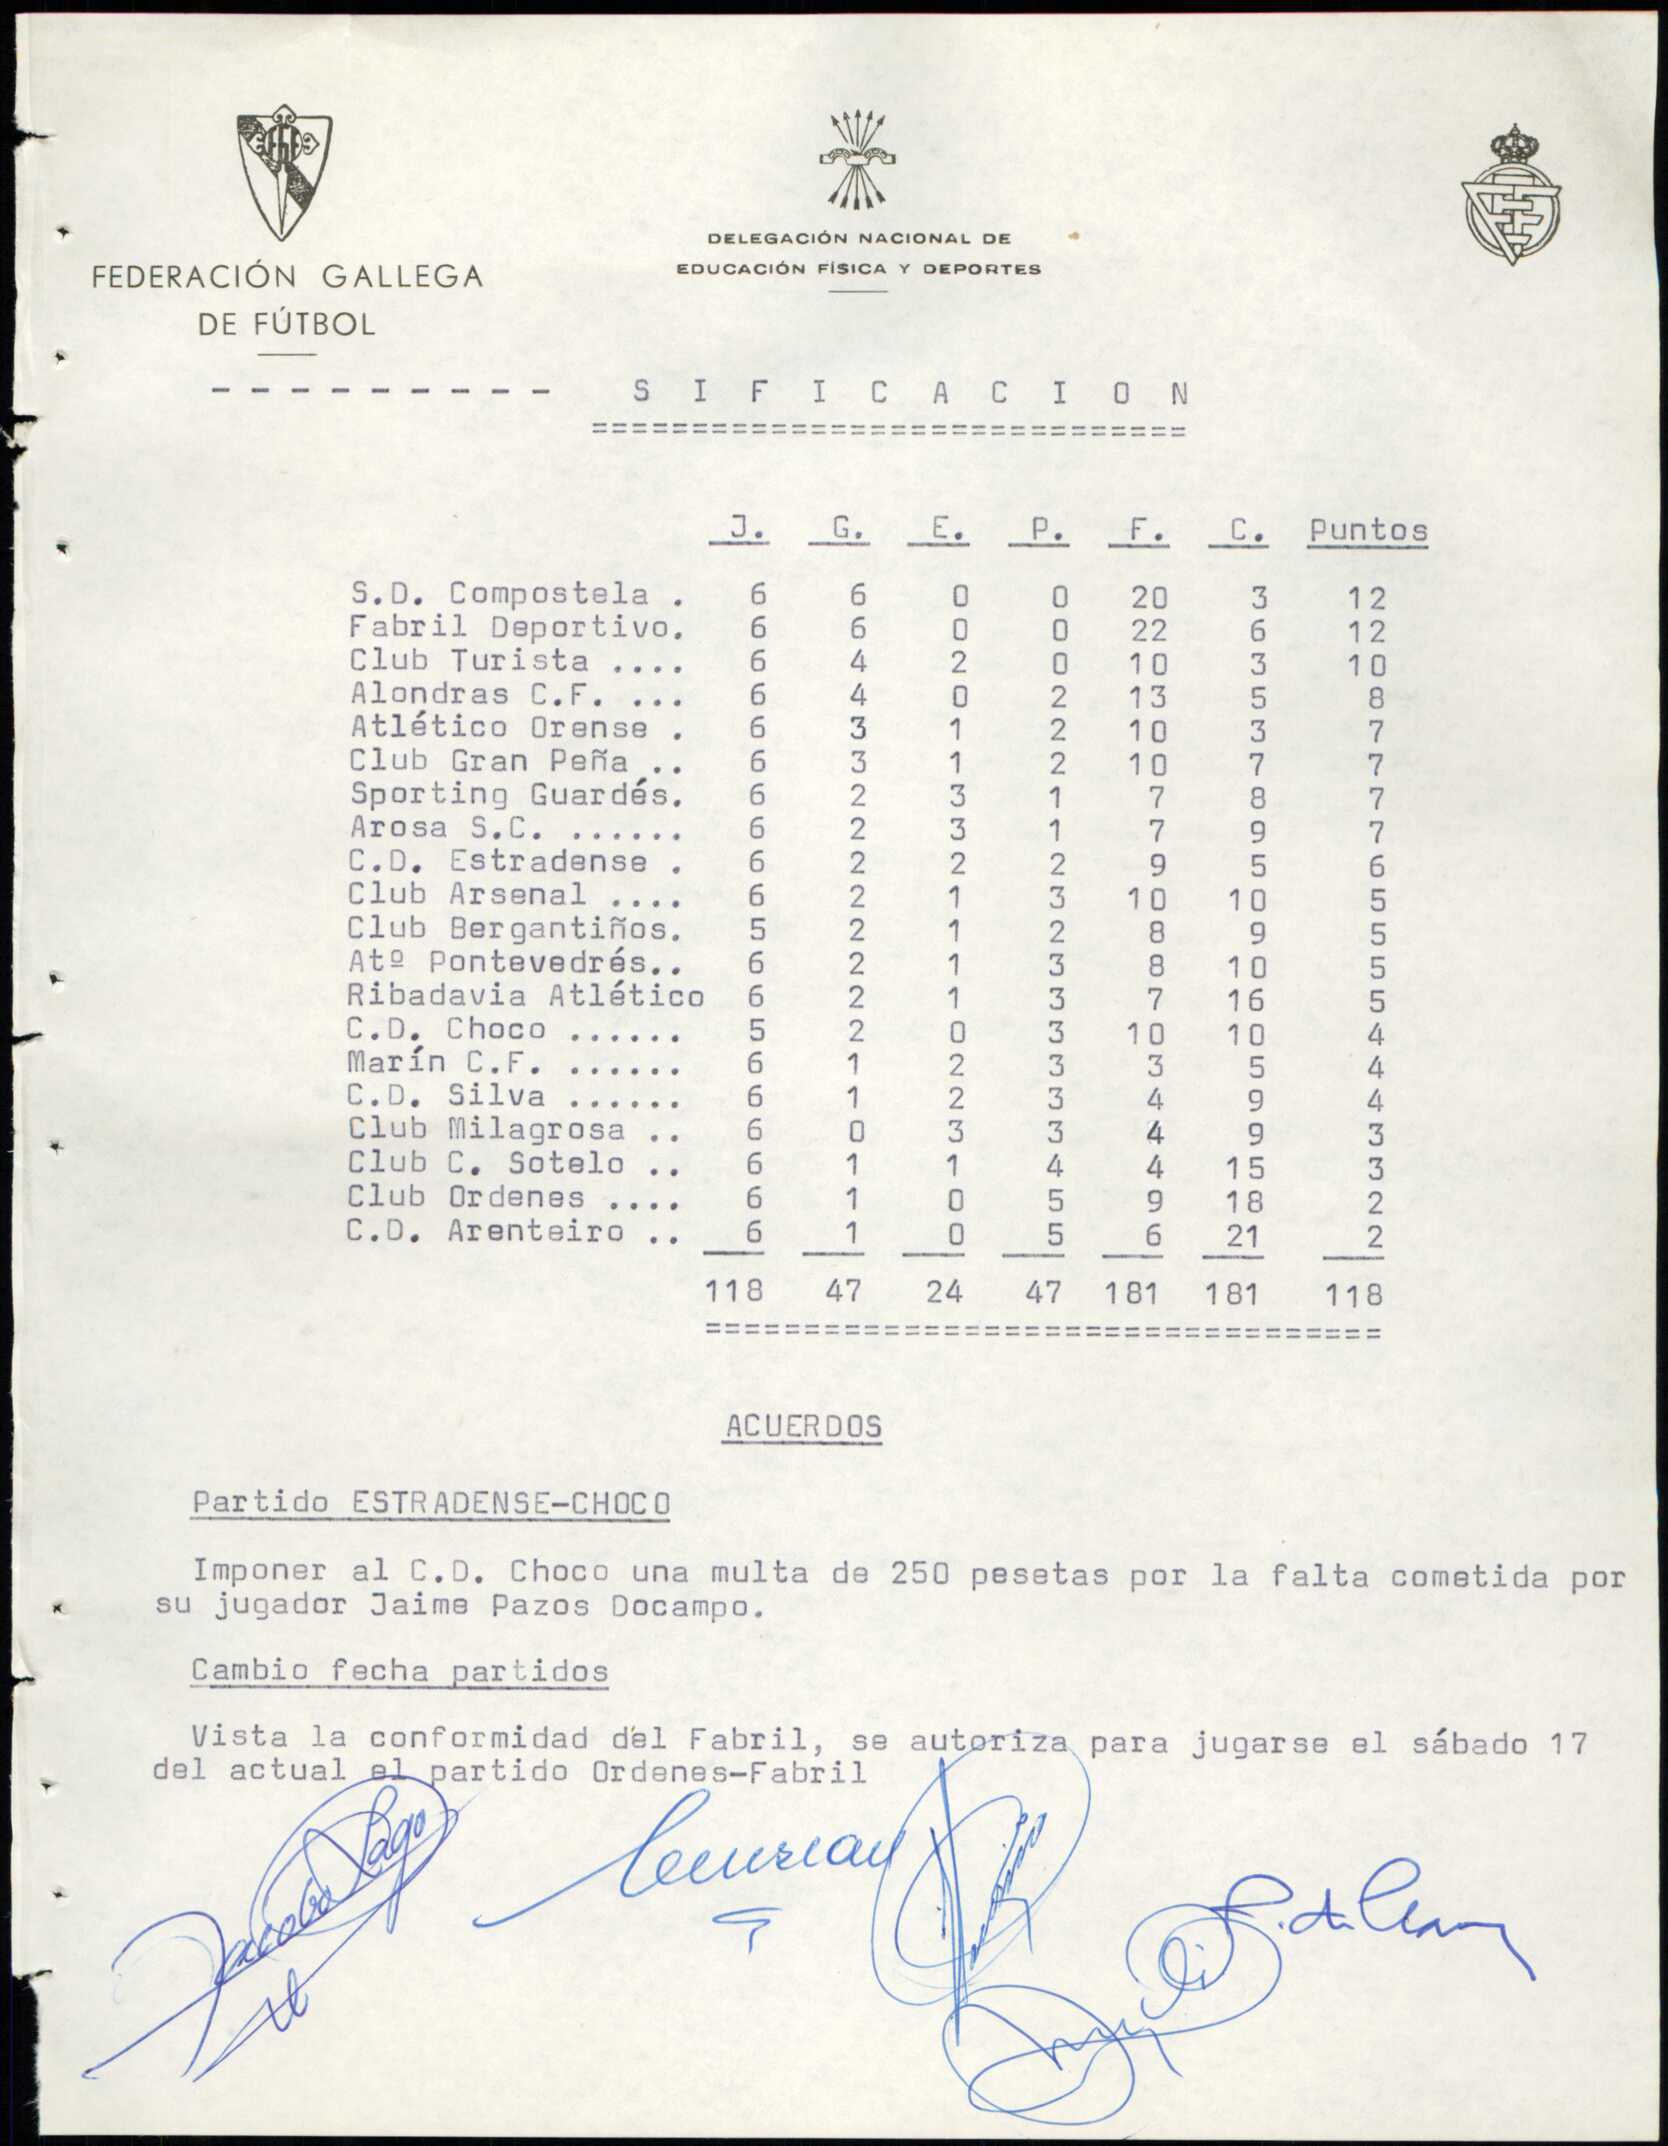 FEDERACIÓN GALLEGA
DE FÚTBOL
DELEGACIÓN NACIONAL DE
EDUCACIÓN FÍSICA Y DEPORTES
- - - - - - - - - S I F I C A C I O N
==============================
J. G. E. P. F. C. Puntos
S.D. Compostela . 6 6 0 0 20 3 12
Fabril Deportivo. 6 6 0 0 22 6 12
Club Turista .... 6 4 2 0 10 3 10
Alondras C.F. ... 6 4 0 2 13 5 8
Atlético Orense . 6 3 1 2 10 3 7
Club Gran Peña .. 6 3 1 2 10 7 7
Sporting Guardés. 6 2 3 1 7 8 7
Arosa S.C. ...... 6 2 3 1 7 9 7
C.D. Estradense . 6 2 2 2 9 5 6
Club Arsenal .... 6 2 1 3 10 10 5
Club Bergantiños. 5 2 1 2 8 9 5
Atº Pontevedrés.. 6 2 1 3 8 10 5
Ribadavia Atlético 6 2 1 3 7 16 5
C.D. Choco ...... 5 2 0 3 10 10 4
Marín C.F. ...... 6 1 2 3 3 5 4
C.D. Silva ...... 6 1 2 3 4 9 4
Club Milagrosa .. 6 0 3 3 4 9 3
Club C. Sotelo .. 6 1 1 4 4 15 3
Club Ordenes .... 6 1 0 5 9 18 2
C.D. Arenteiro .. 6 1 0 5 6 21 2
118 47 24 47 181 181 118
==================================
ACUERDOS
Partido ESTRADENSE-CHOCO
Imponer al C.D. Choco una multa de 250 pesetas por la falta cometida por
su jugador Jaime Pazos Docampo.
Cambio fecha partidos
Vista la conformidad del Fabril, se autoriza para jugarse el sábado 17
del actual el partido Ordenes-Fabril
Jacobo Lago